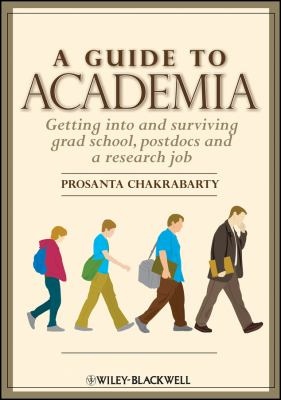 A GUIDE TO
ACADEMIA
Getting into and surviving
grad school, postdocs and
a research job
PROSANTA CHAKRABARTY
WILEY-BLACKWELL